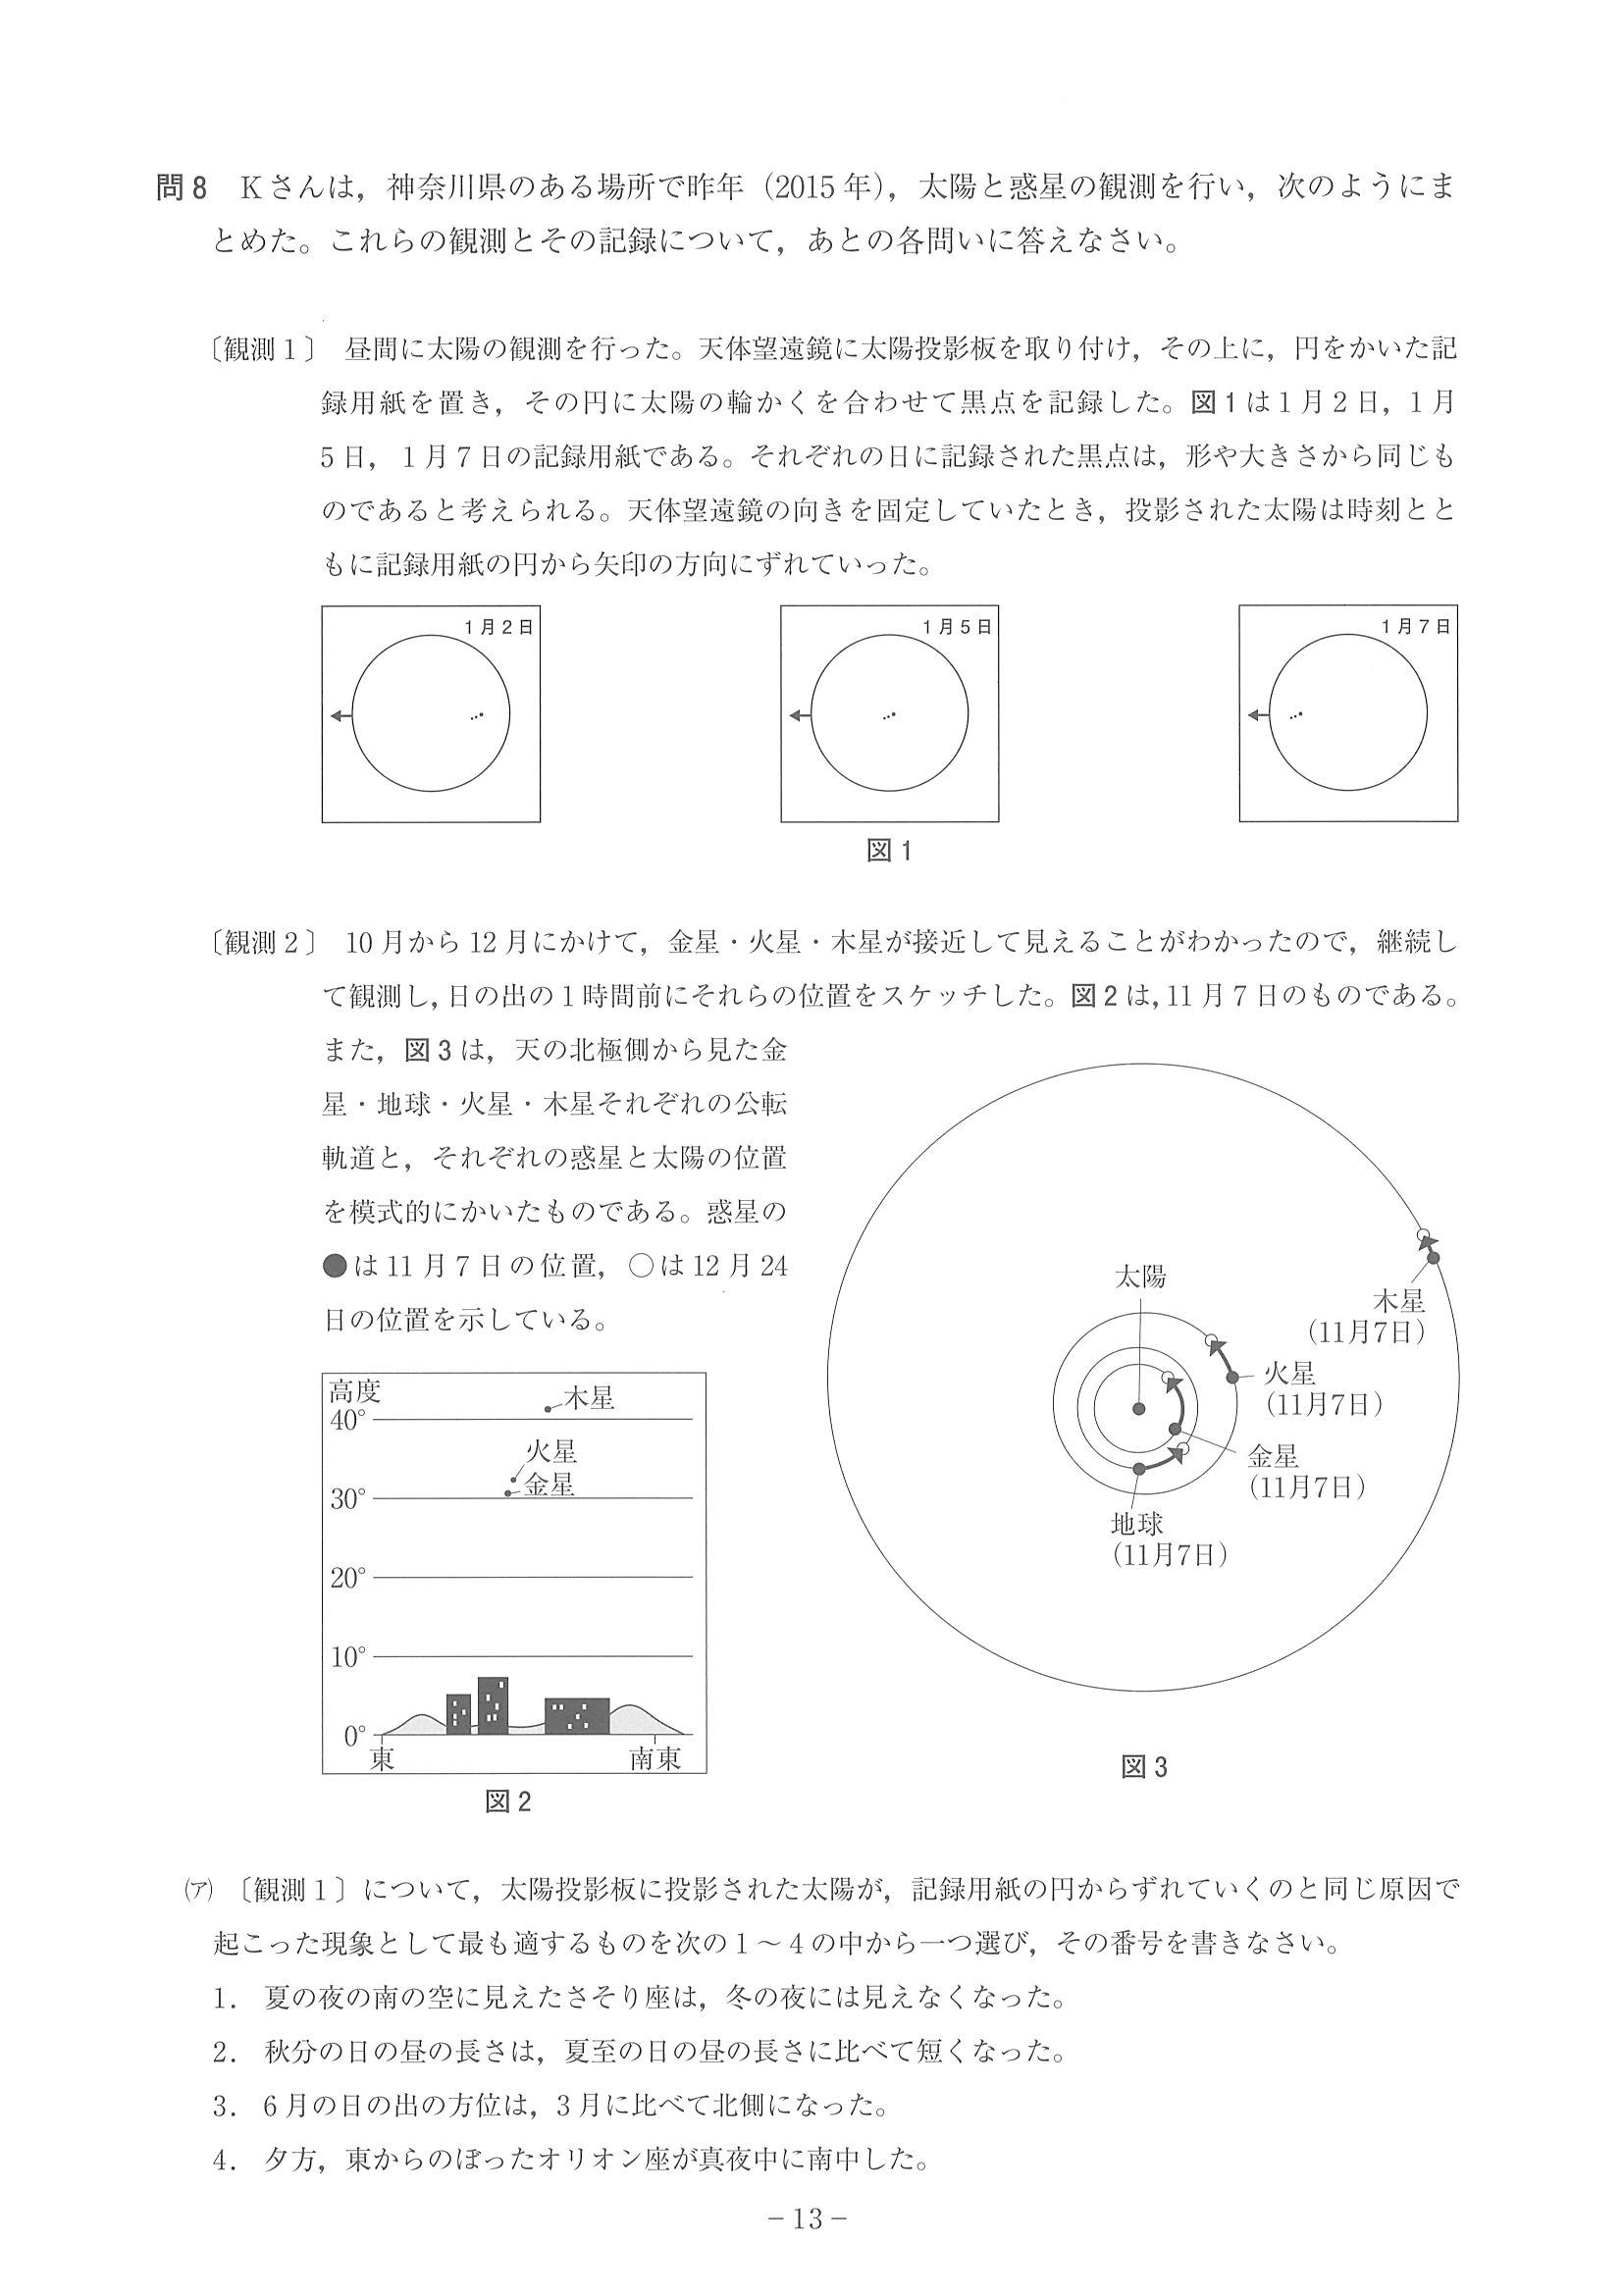 問8　Kさんは，神奈川県のある場所で昨年（2015年），太陽と惑星の観測を行い，次のようにま
とめた。これらの観測とその記録について，あとの各問いに答えなさい。
〔観測1〕　昼間に太陽の観測を行った。天体望遠鏡に太陽投影板を取り付け，その上に，円をかいた記
録用紙を置き，その円に太陽の輪かくを合わせて黒点を記録した。図1は1月2日，1月
5日，1月7日の記録用紙である。それぞれの日に記録された黒点は，形や大きさから同じも
のであると考えられる。天体望遠鏡の向きを固定していたとき，投影された太陽は時刻とと
もに記録用紙の円から矢印の方向にずれていった。
1月2日
1月5日
1月7日
図1
〔観測2〕　10月から12月にかけて，金星・火星・木星が接近して見えることがわかったので，継続し
て観測し，日の出の1時間前にそれらの位置をスケッチした。図2は，11月7日のものである。
また，図3は，天の北極側から見た金
星・地球・火星・木星それぞれの公転
軌道と，それぞれの惑星と太陽の位置
を模式的にかいたものである。惑星の
●は11月7日の位置，○は12月24
日の位置を示している。
高度
40°
木星
火星
金星
30°
20°
10°
0°
東
南東
図2
太陽
木星
（11月7日）
火星
（11月7日）
金星
（11月7日）
地球
（11月7日）
図3
(ア)　〔観測1〕について，太陽投影板に投影された太陽が，記録用紙の円からずれていくのと同じ原因で
起こった現象として最も適するものを次の1～4の中から一つ選び，その番号を書きなさい。
1．夏の夜の南の空に見えたさそり座は，冬の夜には見えなくなった。
2．秋分の日の昼の長さは，夏至の日の昼の長さに比べて短くなった。
3．6月の日の出の方位は，3月に比べて北側になった。
4．夕方，東からのぼったオリオン座が真夜中に南中した。
－13－